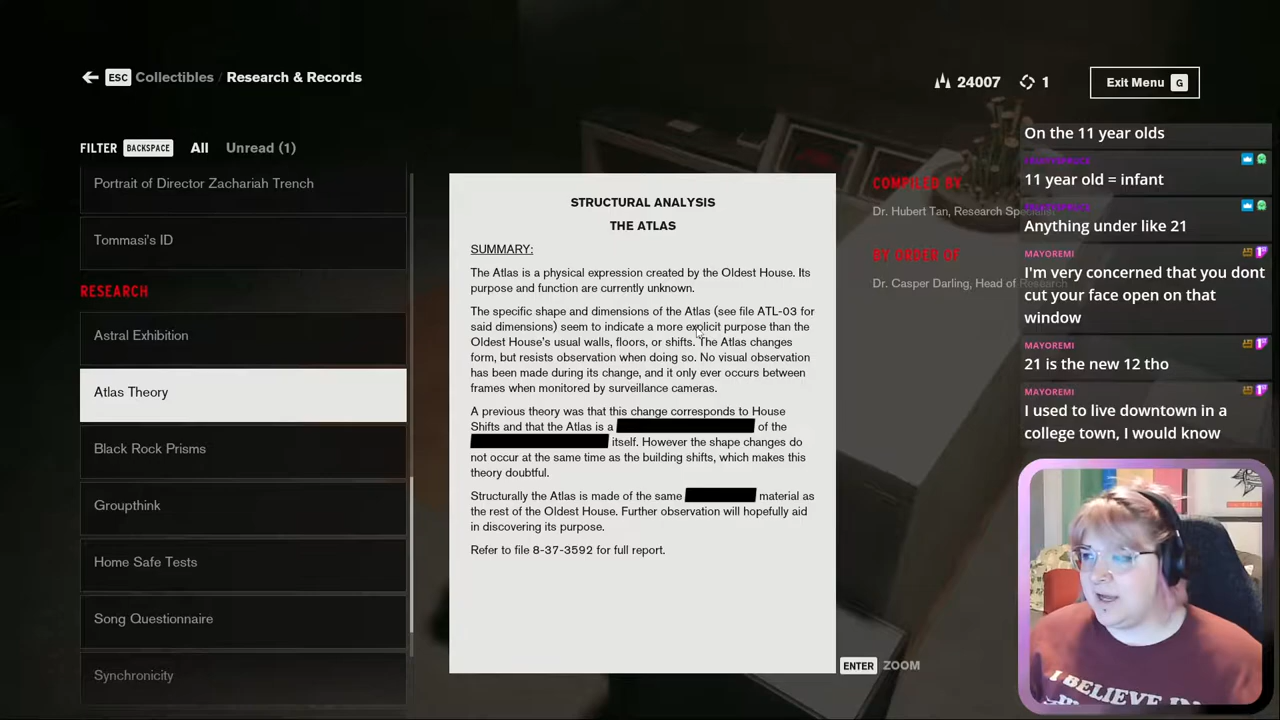 ESC Collectibles / Research & Records
24007 1 Exit Menu G
FILTER BACKSPACE All Unread (1)
Portrait of Director Zachariah Trench
Tommasi's ID
RESEARCH
Astral Exhibition
Atlas Theory
Black Rock Prisms
Groupthink
Home Safe Tests
Song Questionnaire
Synchronicity
STRUCTURAL ANALYSIS
THE ATLAS
SUMMARY:
The Atlas is a physical expression created by the Oldest House. Its
purpose and function are currently unknown.
The specific shape and dimensions of the Atlas (see file ATL-03 for
said dimensions) seem to indicate a more explicit purpose than the
Oldest House's usual walls, floors, or shifts. The Atlas changes
form, but resists observation when doing so. No visual observation
has been made during its change, and it only ever occurs between
frames when monitored by surveillance cameras.
A previous theory was that this change corresponds to House
Shifts and that the Atlas is a of the
itself. However the shape changes do
not occur at the same time as the building shifts, which makes this
theory doubtful.
Structurally the Atlas is made of the same material as
the rest of the Oldest House. Further observation will hopefully aid
in discovering its purpose.
Refer to file 8-37-3592 for full report.
ENTER ZOOM
COMPILED BY
Dr. Hubert Tan, Research Specialist
BY ORDER OF
Dr. Casper Darling, Head of Research
On the 11 year olds
11 year old = infant
Anything under like 21
MAYOREMI
I'm very concerned that you dont
cut your face open on that
window
MAYOREMI
21 is the new 12 tho
MAYOREMI
I used to live downtown in a
college town, I would know
I BELIEVE IN